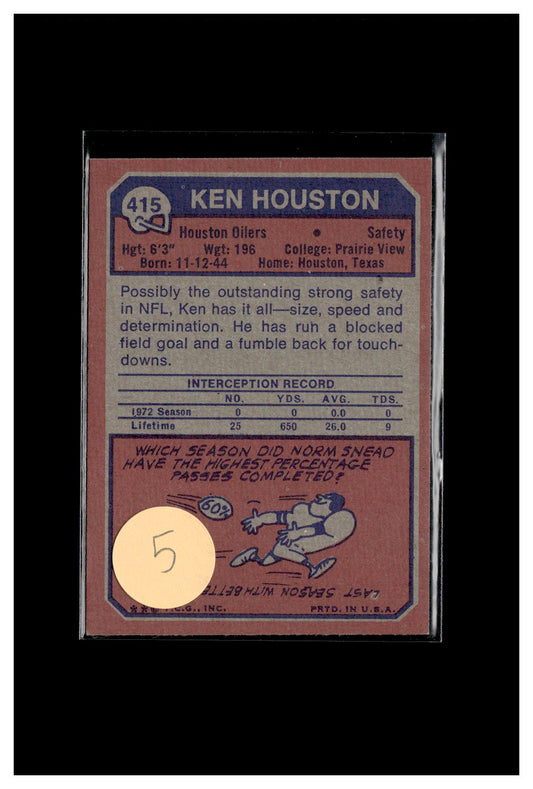 415
KEN HOUSTON
Houston Oilers • Safety
Hgt: 6'3" Wgt: 196 College: Prairie View
Born: 11-12-44 Home: Houston, Texas
Possibly the outstanding strong safety
in NFL, Ken has it all—size, speed and
determination. He has run a blocked
field goal and a fumble back for touch-
downs.
INTERCEPTION RECORD
NO. YDS. AVG. TDS.
1972 Season 0 0 0.0 0
Lifetime 25 650 26.0 9
WHICH SEASON DID NORM SNEAD
HAVE THE HIGHEST PERCENTAGE
PASSES COMPLETED?
60%
5
LAST SEASON WITH BETTE
.C.G., INC. PRTD. IN U.S.A.